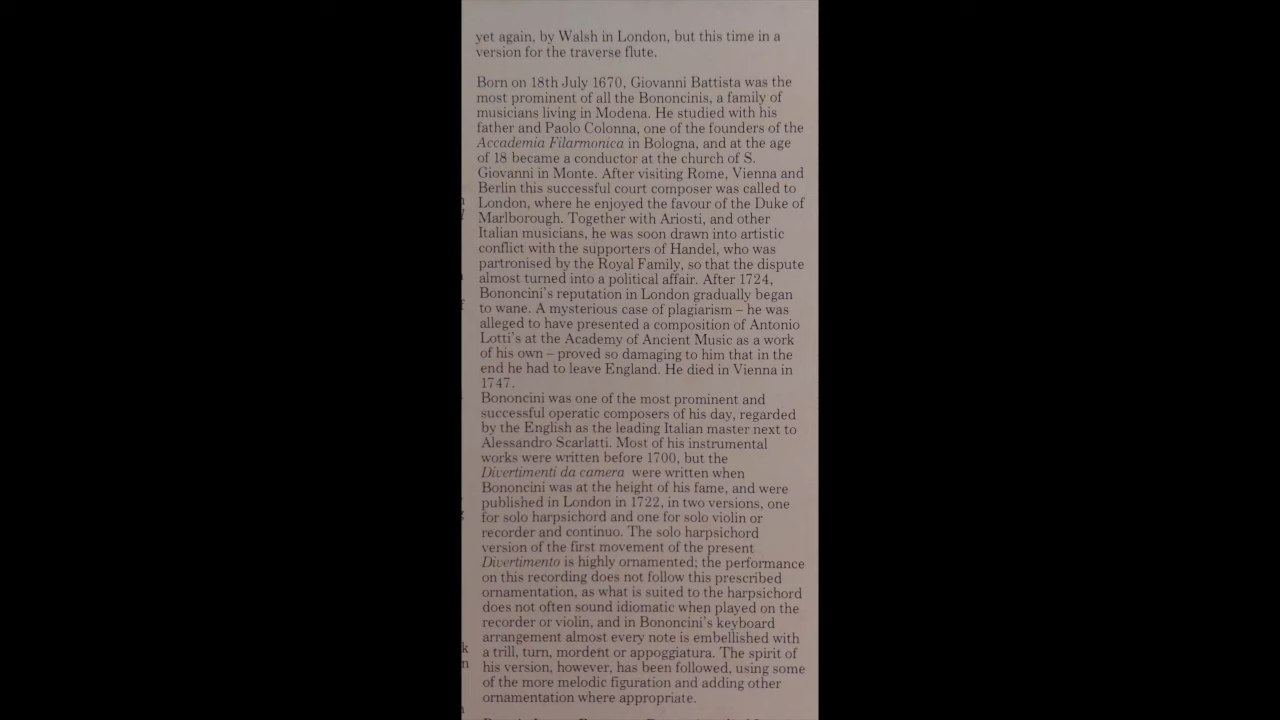 yet again, by Walsh in London, but this time in a
version for the traverse flute.
Born on 18th July 1670, Giovanni Battista was the
most prominent of all the Bononcinis, a family of
musicians living in Modena. He studied with his
father and Paolo Colonna, one of the founders of the
Accademia Filarmonica in Bologna, and at the age
of 18 became a conductor at the church of S.
Giovanni in Monte. After visiting Rome, Vienna and
Berlin this successful court composer was called to
London, where he enjoyed the favour of the Duke of
Marlborough. Together with Ariosti, and other
Italian musicians, he was soon drawn into artistic
conflict with the supporters of Handel, who was
partronised by the Royal Family, so that the dispute
almost turned into a political affair. After 1724,
Bononcini's reputation in London gradually began
to wane. A mysterious case of plagiarism – he was
alleged to have presented a composition of Antonio
Lotti's at the Academy of Ancient Music as a work
of his own – proved so damaging to him that in the
end he had to leave England. He died in Vienna in
1747.
Bononcini was one of the most prominent and
successful operatic composers of his day, regarded
by the English as the leading Italian master next to
Alessandro Scarlatti. Most of his instrumental
works were written before 1700, but the
Divertimenti da camera were written when
Bononcini was at the height of his fame, and were
published in London in 1722, in two versions, one
for solo harpsichord and one for solo violin or
recorder and continuo. The solo harpsichord
version of the first movement of the present
Divertimento is highly ornamented; the performance
on this recording does not follow this prescribed
ornamentation, as what is suited to the harpsichord
does not often sound idiomatic when played on the
recorder or violin, and in Bononcini's keyboard
arrangement almost every note is embellished with
a trill, turn, mordent or appoggiatura. The spirit of
his version, however, has been followed, using some
of the more melodic figuration and adding other
ornamentation where appropriate.